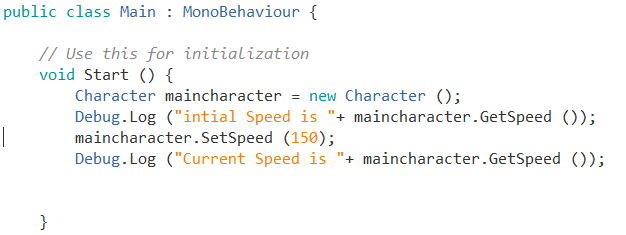 public class Main : MonoBehaviour {
// Use this for initialization
void Start () {
Character maincharacter = new Character ();
Debug.Log ("intial Speed is "+ maincharacter.GetSpeed ());
maincharacter.SetSpeed (150);
Debug.Log ("Current Speed is "+ maincharacter.GetSpeed ());
}